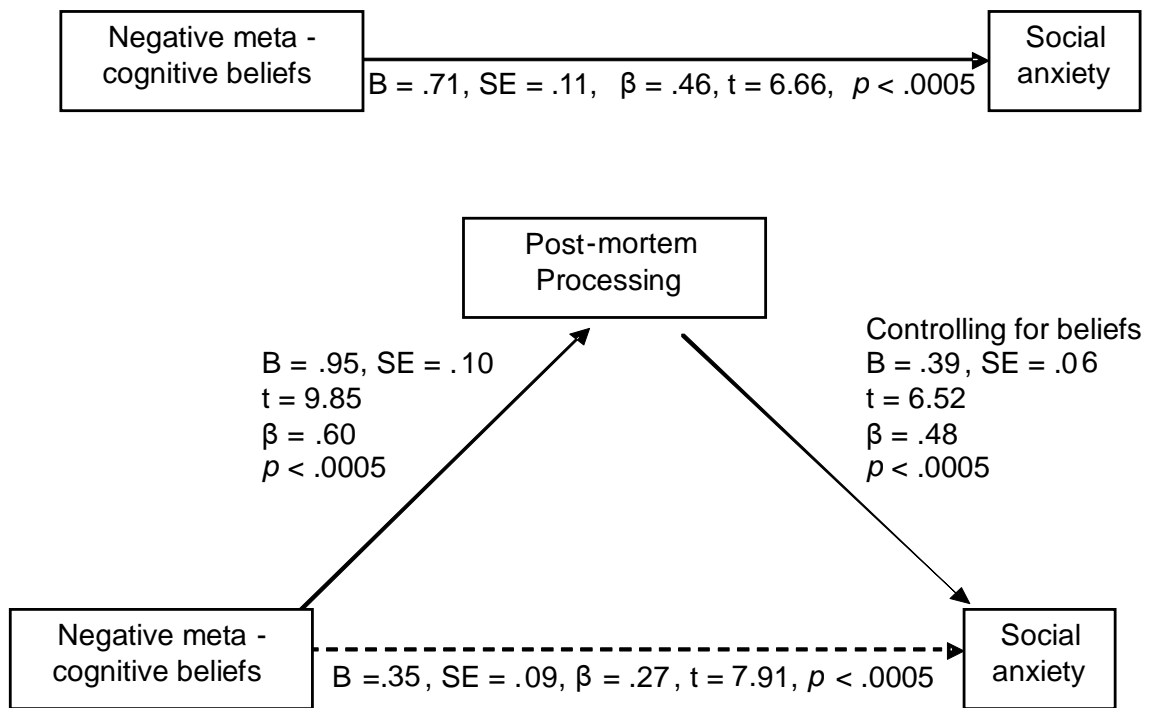 Negative meta -
cognitive beliefs
Social
anxiety
B = .71, SE = .11, β = .46, t = 6.66, p < .0005
Post-mortem
Processing
B = .95, SE = .10
t = 9.85
β = .60
p < .0005
Controlling for beliefs
B = .39, SE = .06
t = 6.52
β = .48
p < .0005
Negative meta -
cognitive beliefs
Social
anxiety
B =.35, SE = .09, β = .27, t = 7.91, p < .0005